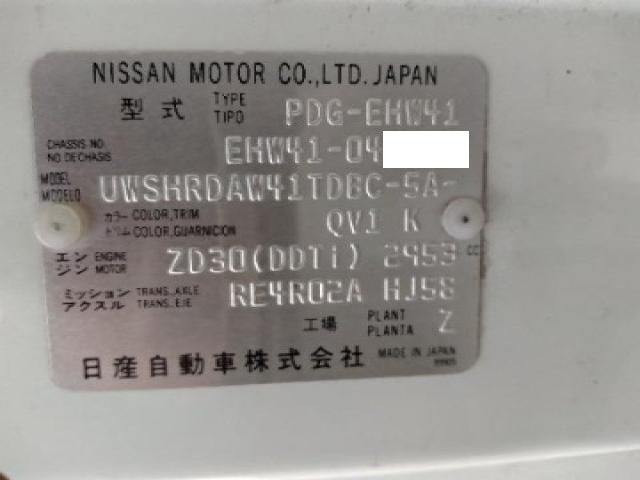 NISSAN MOTOR CO.,LTD. JAPAN
型式 TYPE TIPO PDG-EHW41
CHASSIS NO. NO DE CHASIS EHW41-04
MODEL MODELO UWSHRDAW41TDBC-5A-
カラー COLOR,TRIM トリム COLOR,GUARNICION QV1 K
エンジン ENGINE MOTOR ZD30(DDTi) 2953 CC
ミッション アクスル TRANS.,AXLE TRANS.,EJE RE4R02A HJ58
工場 PLANT PLANTA Z
日産自動車株式会社 MADE IN JAPAN